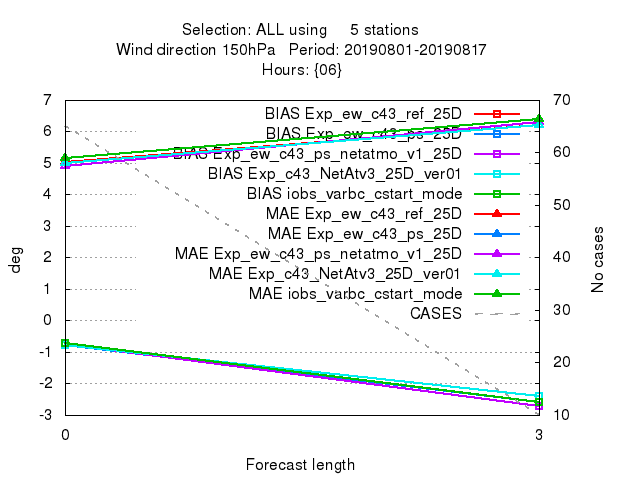 Selection: ALL using 5 stations
Wind direction 150hPa Period: 20190801-20190817
Hours: {06}
7
6
5
4
3
2
1
0
-1
-2
-3
deg
70
60
50
40
30
20
10
No cases
BIAS Exp_ew_c43_ref_25D
BIAS Exp_ew_c43_ps_25D
BIAS Exp_ew_c43_ps_netatmo_v1_25D
BIAS Exp_c43_NetAtv3_25D_ver01
BIAS iobs_varbc_cstart_mode
MAE Exp_ew_c43_ref_25D
MAE Exp_ew_c43_ps_25D
MAE Exp_ew_c43_ps_netatmo_v1_25D
MAE Exp_c43_NetAtv3_25D_ver01
MAE iobs_varbc_cstart_mode
CASES
0 3
Forecast length